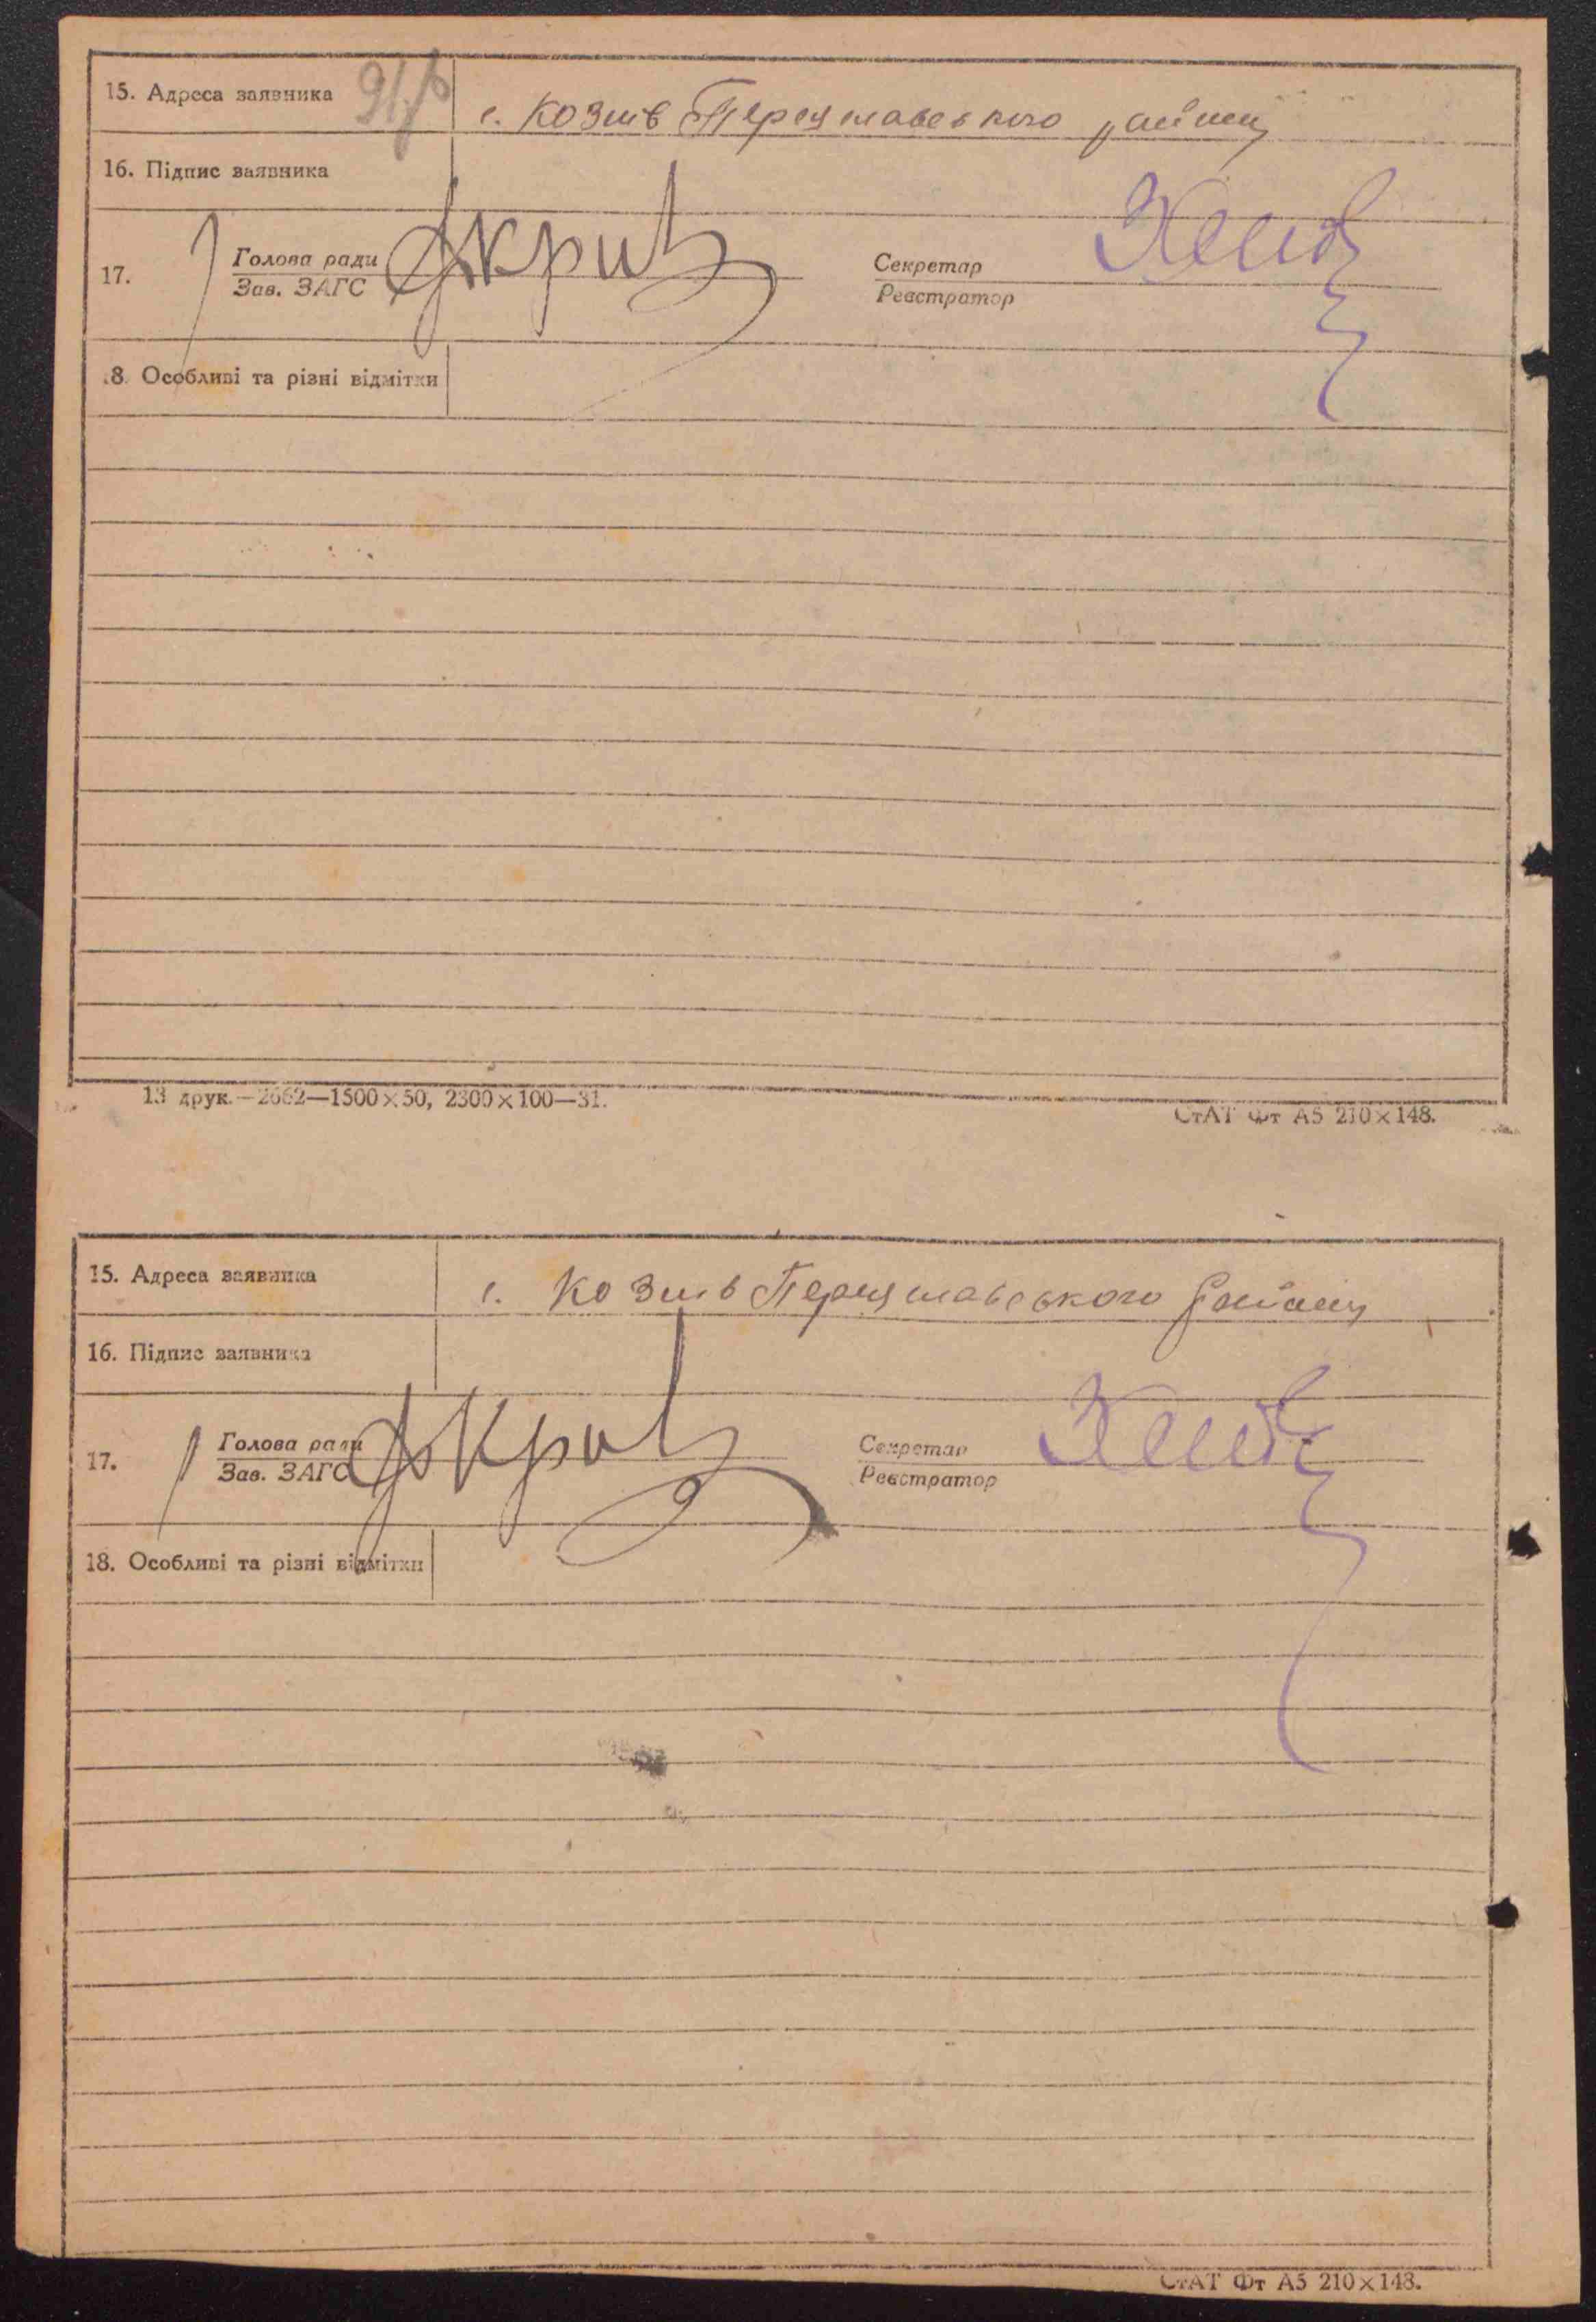 15. Адреса заявника
с. Козлів Переяславського району
16. Підпис заявника
17. Голова ради
Зав. ЗАГС
Секретар
Реєстратор
18. Особливі та різні відмітки
13 друк.—2662—1500×50, 2300×100—31.
СтАТ Фт А5 210×148.
15. Адреса заявника
с. Козлів Переяславського району
16. Підпис заявника
17. Голова ради
Зав. ЗАГС
Секретар
Реєстратор
18. Особливі та різні відмітки
СтАТ Фт А5 210×148.